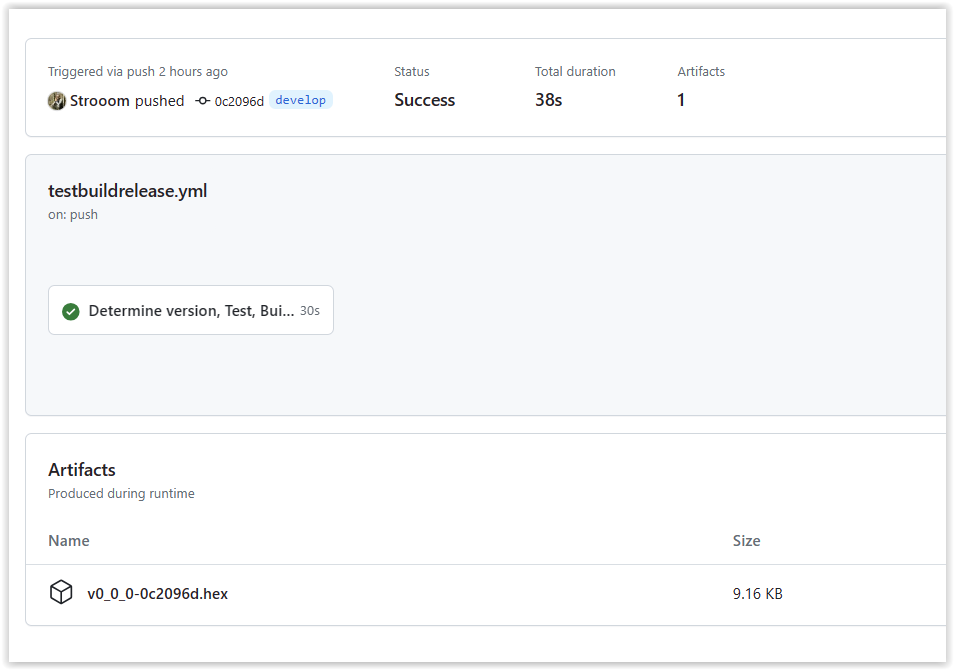 Triggered via push 2 hours ago
Status
Total duration
Artifacts
Strooom pushed 0c2096d develop
Success
38s
1
testbuildrelease.yml
on: push
Determine version, Test, Bui... 30s
Artifacts
Produced during runtime
Name
Size
v0_0_0-0c2096d.hex
9.16 KB